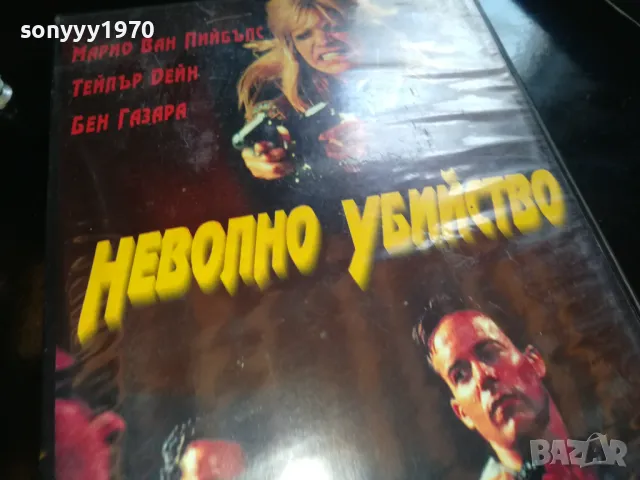 sonyyy1970
Марио Ван Пийбълс
Тейлър Дейн
Бен Газара
Неволно убийство
BAZAR